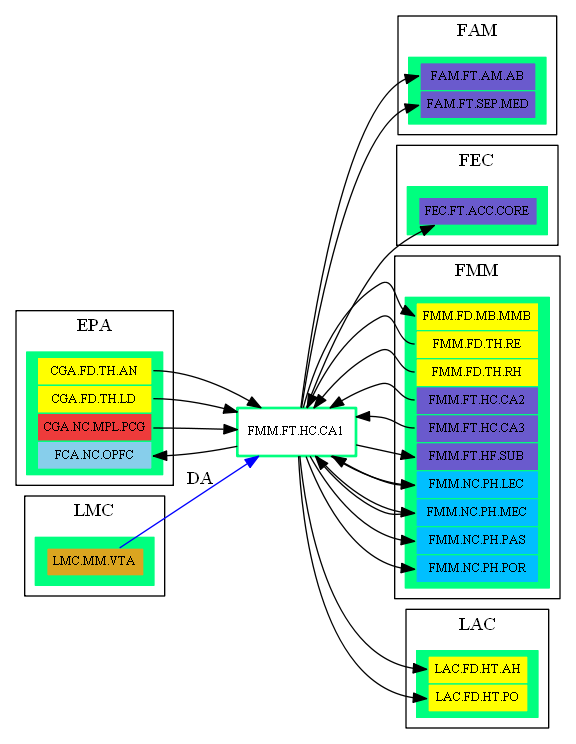 FAM
FAM.FT.AM.AB
FAM.FT.SEP.MED
FEC
FEC.FT.ACC.CORE
FMM
FMM.FD.MB.MMB
FMM.FD.TH.RE
FMM.FD.TH.RH
FMM.FT.HC.CA2
FMM.FT.HC.CA3
FMM.FT.HF.SUB
FMM.NC.PH.LEC
FMM.NC.PH.MEC
FMM.NC.PH.PAS
FMM.NC.PH.POR
EPA
CGA.FD.TH.AN
CGA.FD.TH.LD
CGA.NC.MPL.PCG
FCA.NC.OPFC
FMM.FT.HC.CA1
DA
LMC
LMC.MM.VTA
LAC
LAC.FD.HT.AH
LAC.FD.HT.PO